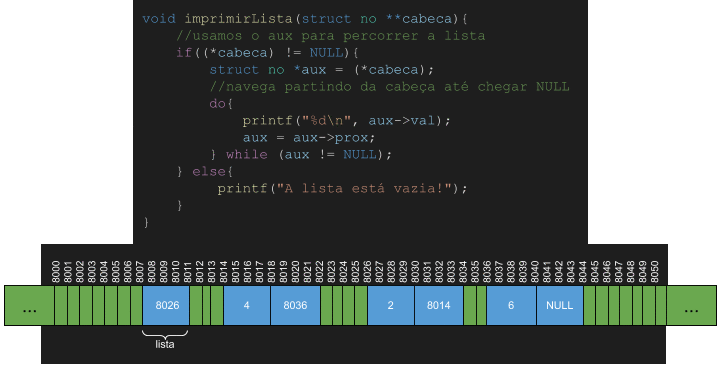 void imprimirLista(struct no **cabeca){
//usamos o aux para percorrer a lista
if((*cabeca) != NULL){
struct no *aux = (*cabeca);
//navega partindo da cabeça até chegar NULL
do{
printf("%d\n", aux->val);
aux = aux->prox;
} while (aux != NULL);
} else{
printf("A lista está vazia!");
}
}
8000 8001 8002 8003 8004 8005 8006 8007 8008 8009 8010 8011 8012 8013 8014 8015 8016 8017 8018 8019 8020 8021 8022 8023 8024 8025 8026 8027 8028 8029 8030 8031 8032 8033 8034 8035 8036 8037 8038 8039 8040 8041 8042 8043 8044 8045 8046 8047 8048 8049 8050
... 8026 4 8036 2 8014 6 NULL ...
lista